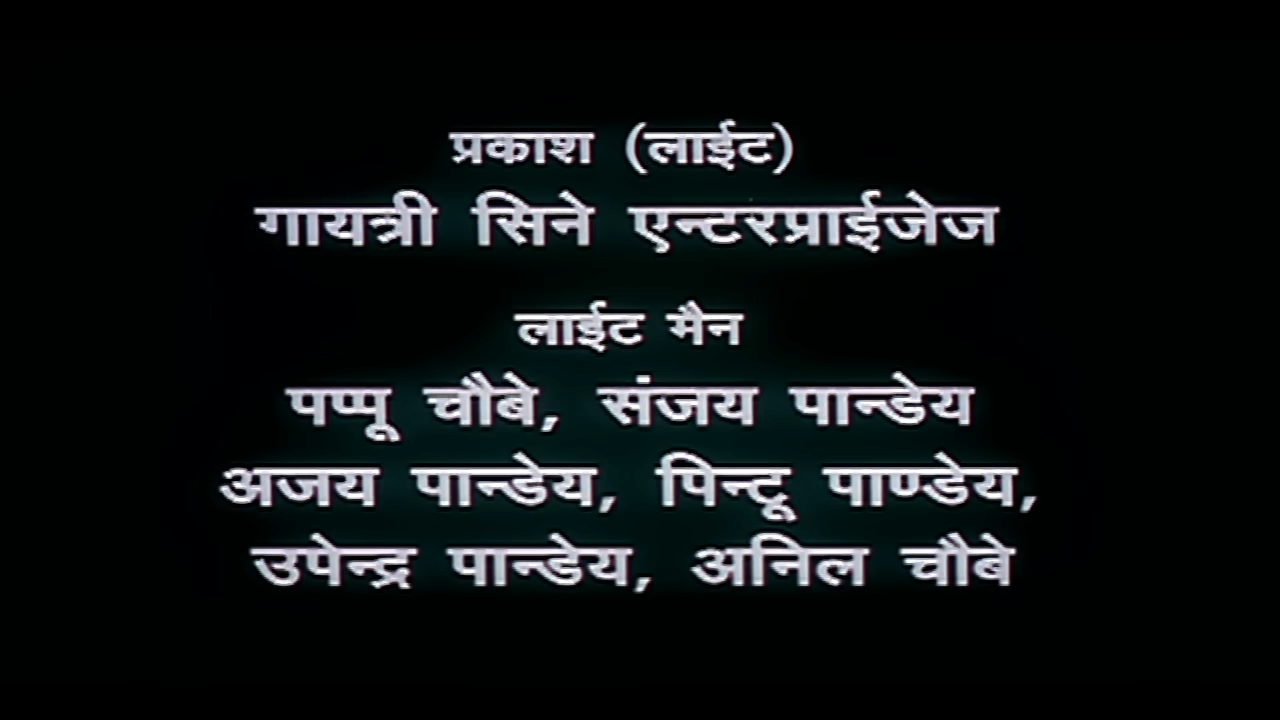 प्रकाश (लाईट)
गायत्री सिने एन्टरप्राईजेज
लाईट मैन
पप्पू चौबे, संजय पान्डेय
अजय पान्डेय, पिन्टू पाण्डेय,
उपेन्द्र पान्डेय, अनिल चौबे